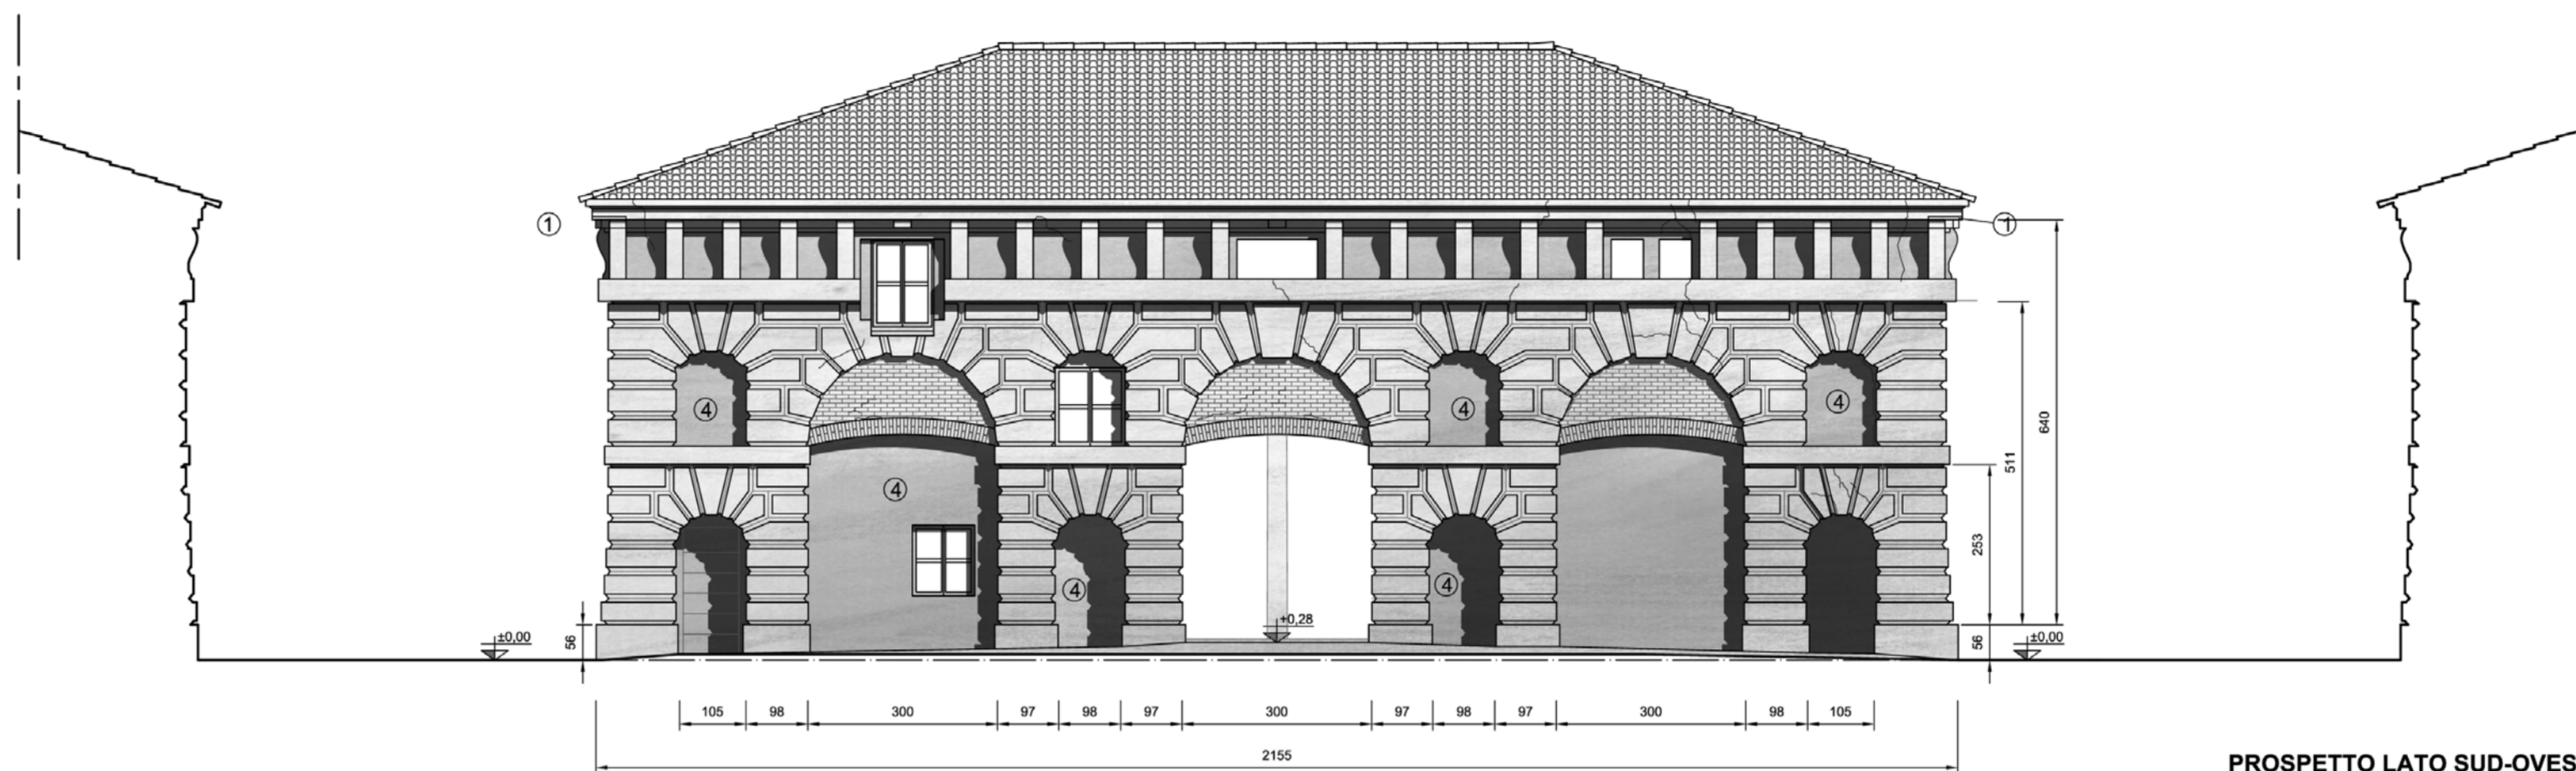 ① ①
④ ④ ④
④
④ ④
640
511
253
56 56
±0,00 +0,28 ±0,00
105 98 300 97 98 97 300 97 98 97 300 98 105
2155
PROSPETTO LATO SUD-OVES